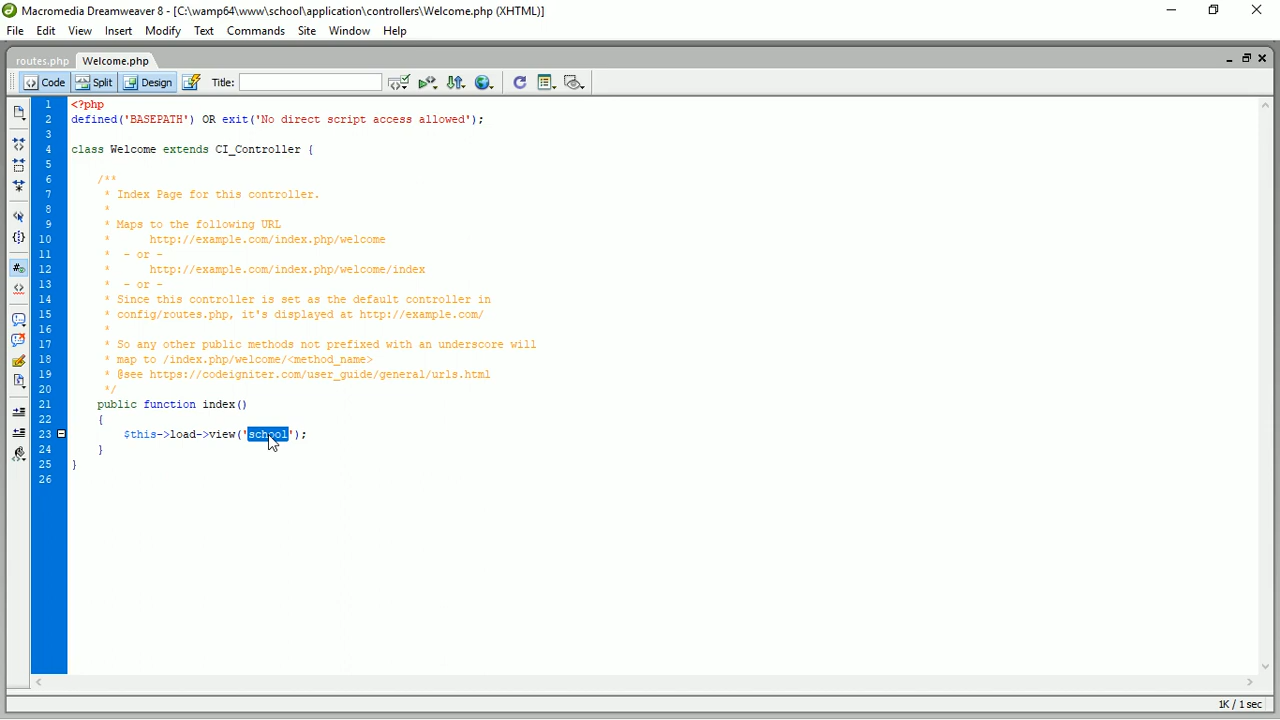 Macromedia Dreamweaver 8 - [C:\wamp64\www\school\application\controllers\Welcome.php (XHTML)]
File Edit View Insert Modify Text Commands Site Window Help
routes.php Welcome.php
Code Split Design Title:
1 <?php
2 defined('BASEPATH') OR exit('No direct script access allowed');
3
4 class Welcome extends CI_Controller {
5
6 /**
7 * Index Page for this controller.
8 *
9 * Maps to the following URL
10 * http://example.com/index.php/welcome
11 * - or -
12 * http://example.com/index.php/welcome/index
13 * - or -
14 * Since this controller is set as the default controller in
15 * config/routes.php, it's displayed at http://example.com/
16 *
17 * So any other public methods not prefixed with an underscore will
18 * map to /index.php/welcome/<method_name>
19 * @see https://codeigniter.com/user_guide/general/urls.html
20 */
21 public function index()
22 {
23 $this->load->view('school');
24 }
25 }
26
1K / 1 sec